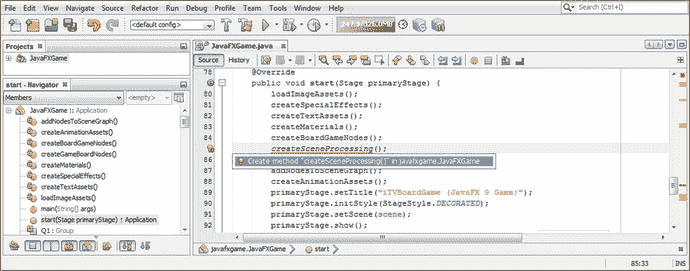 File Edit View Navigate Source Refactor Run Debug Profile Team Tools Window Help
Search (Ctrl+I)
<default config>
Projects
JavaFXGame
start - Navigator
Members
<empty>
JavaFXGame :: Application
addNodesToSceneGraph()
createAnimationAssets()
createBoardGameNodes()
createGameBoardNodes()
createMaterials()
createSpecialEffects()
createTextAssets()
loadImageAssets()
main(String[] args)
start(Stage primaryStage) ↑ Application
Q1 : Group
JavaFXGame.java
Source History
78 @Override
public void start(Stage primaryStage) {
80 loadImageAssets();
81 createSpecialEffects();
82 createTextAssets();
83 createMaterials();
84 createBoardGameNodes();
createSceneProcessing();
86
Create method "createSceneProcessing()" in javafxgame.JavaFXGame
addNodesToSceneGraph();
88 createAnimationAssets();
89 primaryStage.setTitle("iTVBoardGame (JavaFX 9 Game)");
90 primaryStage.initStyle(StageStyle.DECORATED);
91 primaryStage.setScene(scene);
92 primaryStage.show();
javafxgame.JavaFXGame
start
85:33
INS